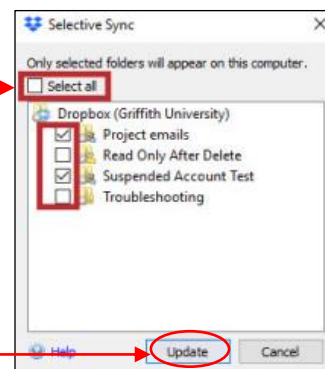 Selective Sync
Only selected folders will appear on this computer.
Select all
Dropbox (Griffith University)
Project emails
Read Only After Delete
Suspended Account Test
Troubleshooting
Help Update Cancel